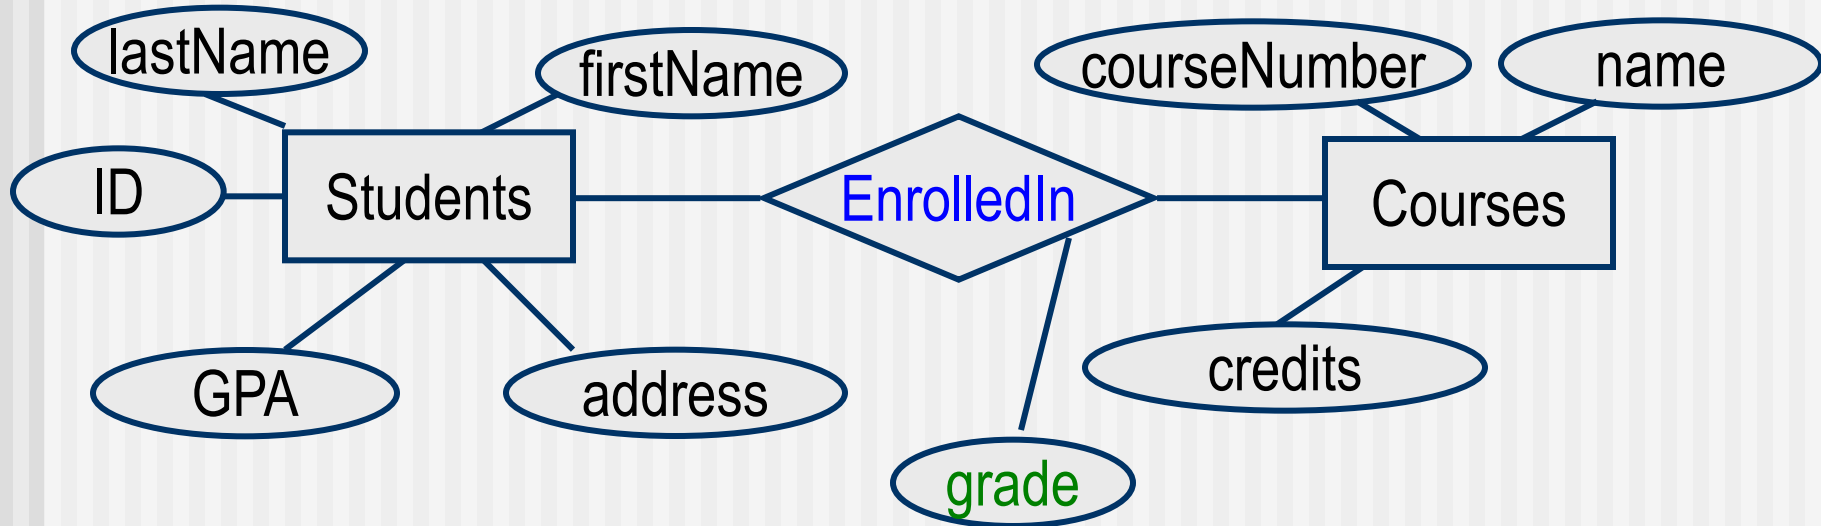 lastName
firstName
courseNumber
name
ID
Students
EnrolledIn
Courses
GPA
address
credits
grade